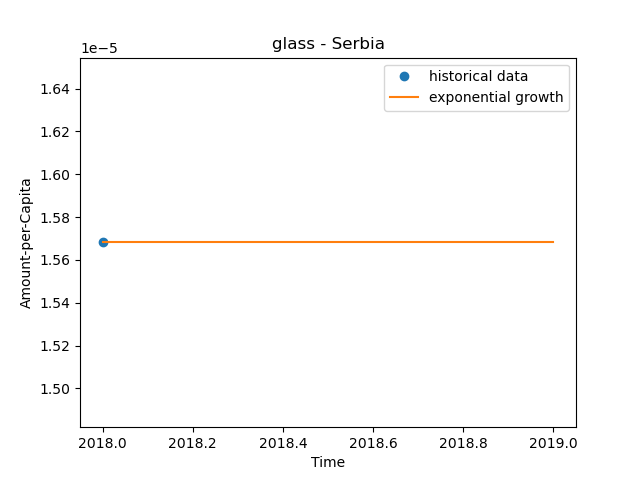 glass - Serbia
1e−5
historical data
exponential growth
1.64
1.62
1.60
1.58
1.56
1.54
1.52
1.50
Amount-per-Capita
2018.0 2018.2 2018.4 2018.6 2018.8 2019.0
Time